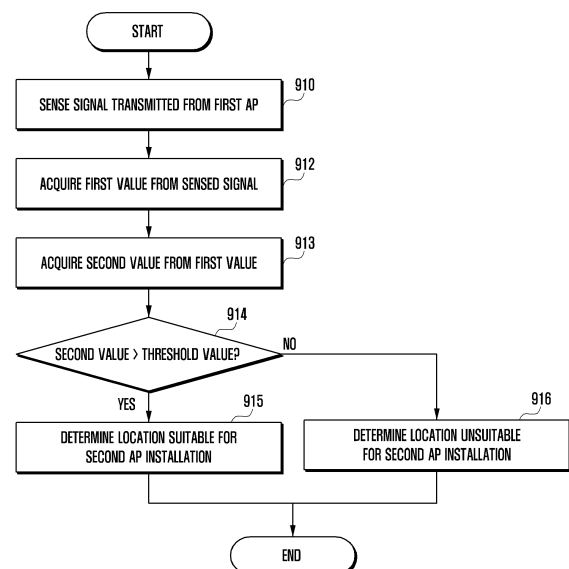 START
SENSE SIGNAL TRANSMITTED FROM FIRST AP
910
ACQUIRE FIRST VALUE FROM SENSED SIGNAL
912
ACQUIRE SECOND VALUE FROM FIRST VALUE
913
SECOND VALUE > THRESHOLD VALUE?
914
NO
YES
915
DETERMINE LOCATION SUITABLE FOR
SECOND AP INSTALLATION
916
DETERMINE LOCATION UNSUITABLE
FOR SECOND AP INSTALLATION
END